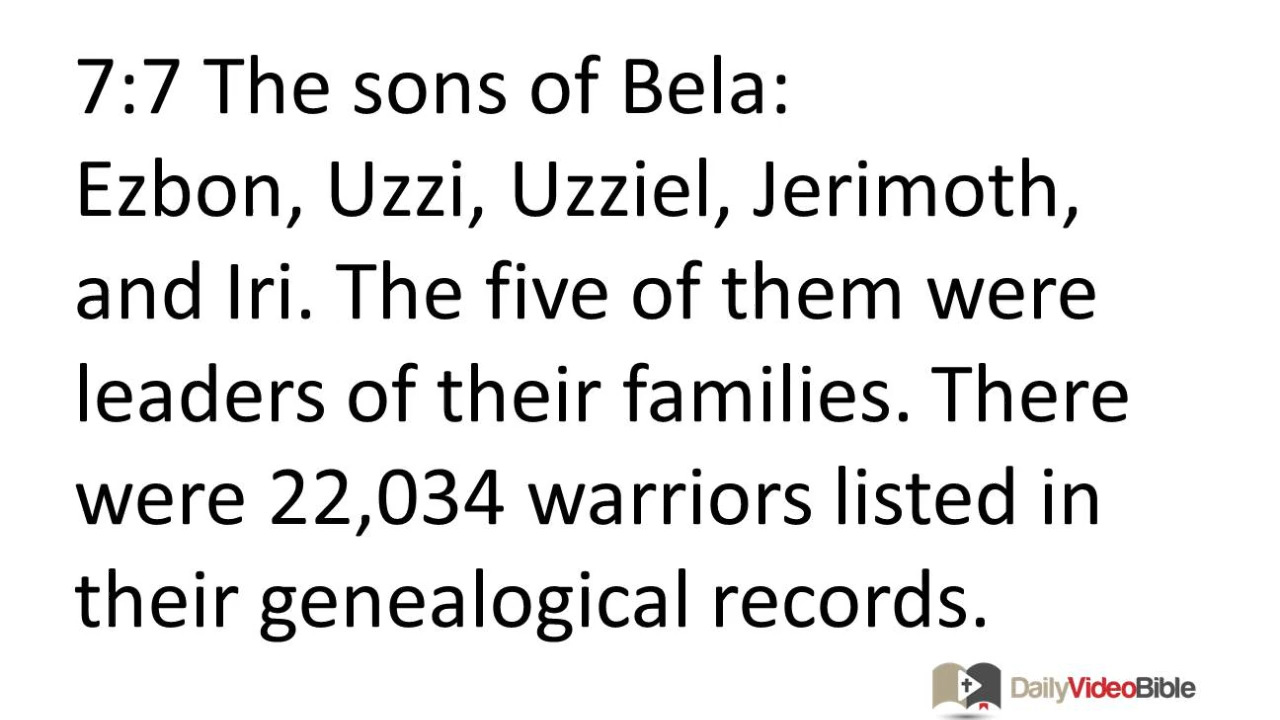 7:7 The sons of Bela:
Ezbon, Uzzi, Uzziel, Jerimoth,
and Iri. The five of them were
leaders of their families. There
were 22,034 warriors listed in
their genealogical records.
DailyVideoBible